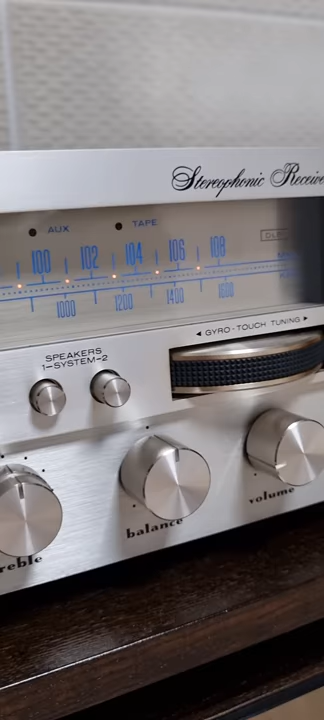 Stereophonic Receive
AUX TAPE
100 102 104 106 108
1000 1200 1400 1600
◄ GYRO-TOUCH TUNING ►
SPEAKERS
1-SYSTEM-2
reble balance volume